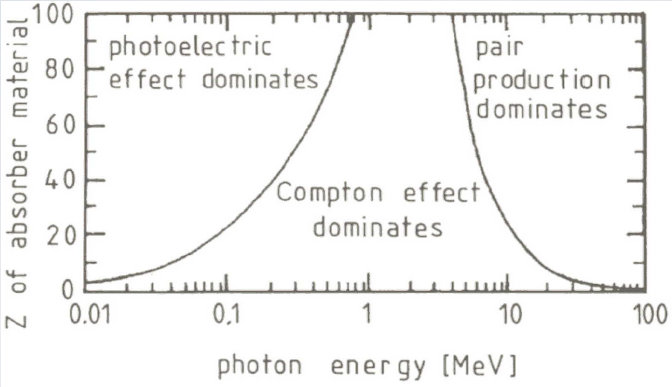 100
80
60
40
20
0
Z of absorber material
photoelectric
effect dominates
pair
production
dominates
Compton effect
dominates
0.01
0.1
1
10
100
photon energy [MeV]